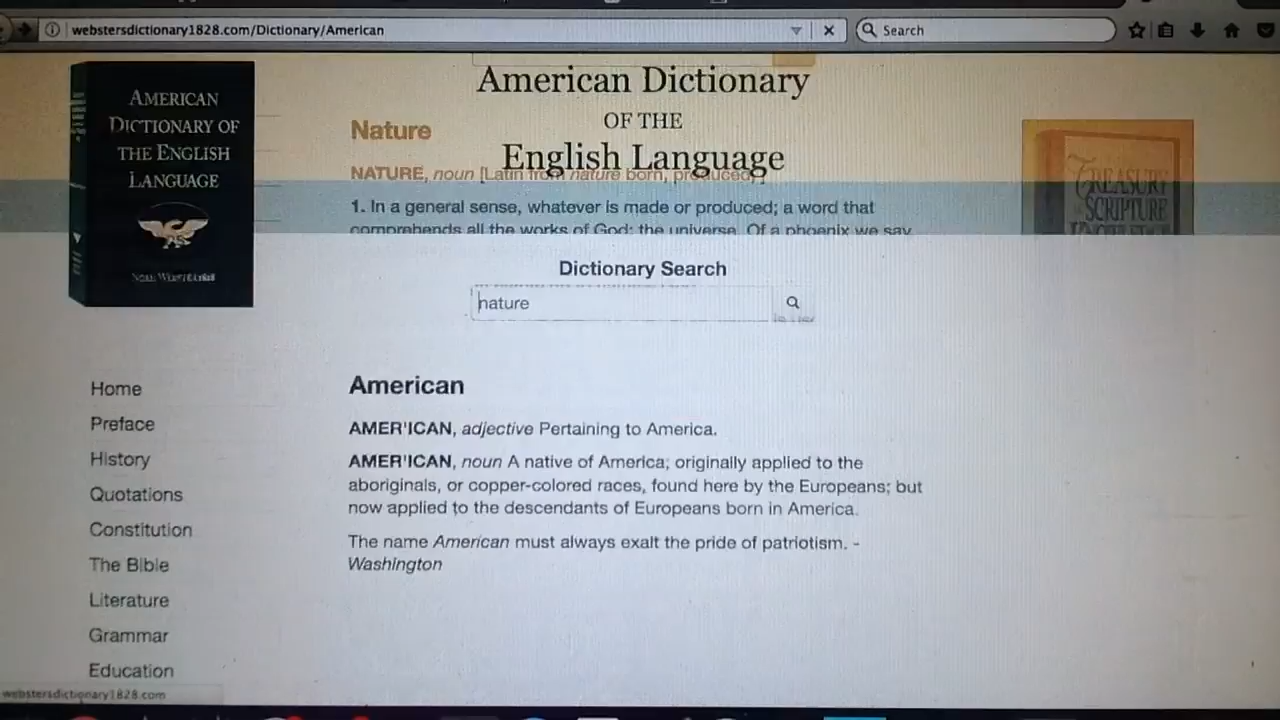 webstersdictionary1828.com/Dictionary/American
Search
AMERICAN
DICTIONARY OF
THE ENGLISH
LANGUAGE
American Dictionary
OF THE
English Language
Nature
NATURE, noun [Latin from nature born, produced]
1. In a general sense, whatever is made or produced; a word that
comprehends all the works of God; the universe. Of a phoenix we say
TREASURY
SCRIPTURE
KNOWLEDGE
Dictionary Search
nature
Home
Preface
History
Quotations
Constitution
The Bible
Literature
Grammar
Education
American
AMER'ICAN, adjective Pertaining to America.
AMER'ICAN, noun A native of America; originally applied to the
aboriginals, or copper-colored races, found here by the Europeans; but
now applied to the descendants of Europeans born in America.
The name American must always exalt the pride of patriotism. -
Washington
webstersdictionary1828.com